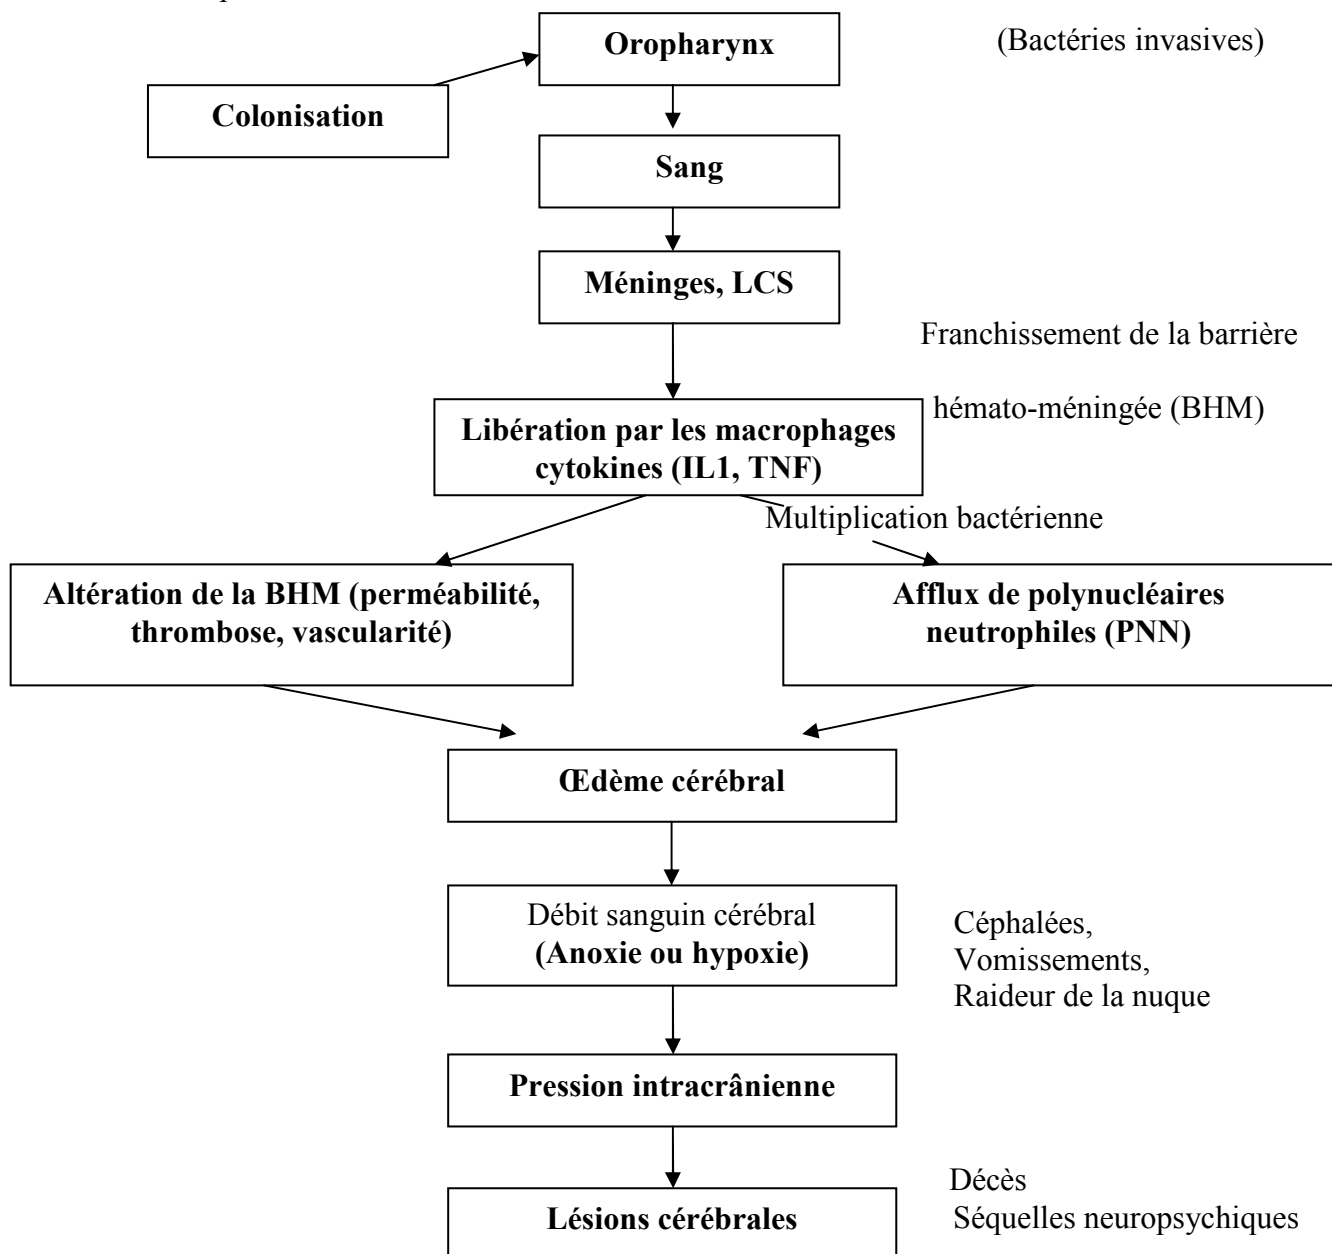 Oropharynx
(Bactéries invasives)
Colonisation
Sang
Méninges, LCS
Franchissement de la barrière
hémato-méningée (BHM)
Libération par les macrophages
cytokines (IL1, TNF)
Multiplication bactérienne
Altération de la BHM (perméabilité,
thrombose, vascularité)
Afflux de polynucléaires
neutrophiles (PNN)
Œdème cérébral
Débit sanguin cérébral
(Anoxie ou hypoxie)
Céphalées,
Vomissements,
Raideur de la nuque
Pression intracrânienne
Lésions cérébrales
Décès
Séquelles neuropsychiques